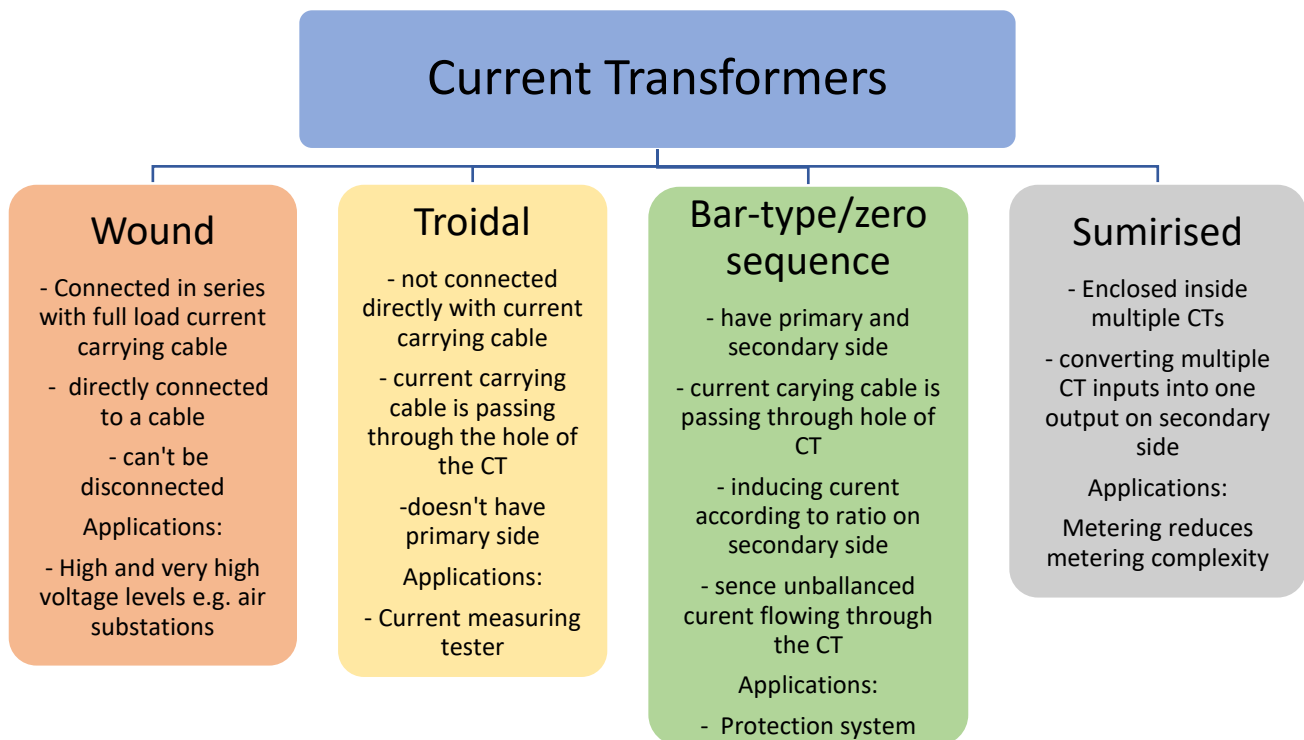 Current Transformers
Wound
- Connected in series
with full load current
carrying cable
- directly connected
to a cable
- can't be
disconnected
Applications:
- High and very high
voltage levels e.g. air
substations
Troidal
- not connected
directly with current
carrying cable
- current carrying
cable is passing
through the hole of
the CT
-doesn't have
primary side
Applications:
- Current measuring
tester
Bar-type/zero
sequence
- have primary and
secondary side
- current carying cable is
passing through hole of
CT
- inducing curent
according to ratio on
secondary side
- sence unballanced
curent flowing through
the CT
Applications:
- Protection system
Sumirised
- Enclosed inside
multiple CTs
- converting multiple
CT inputs into one
output on secondary
side
Applications:
Metering reduces
metering complexity